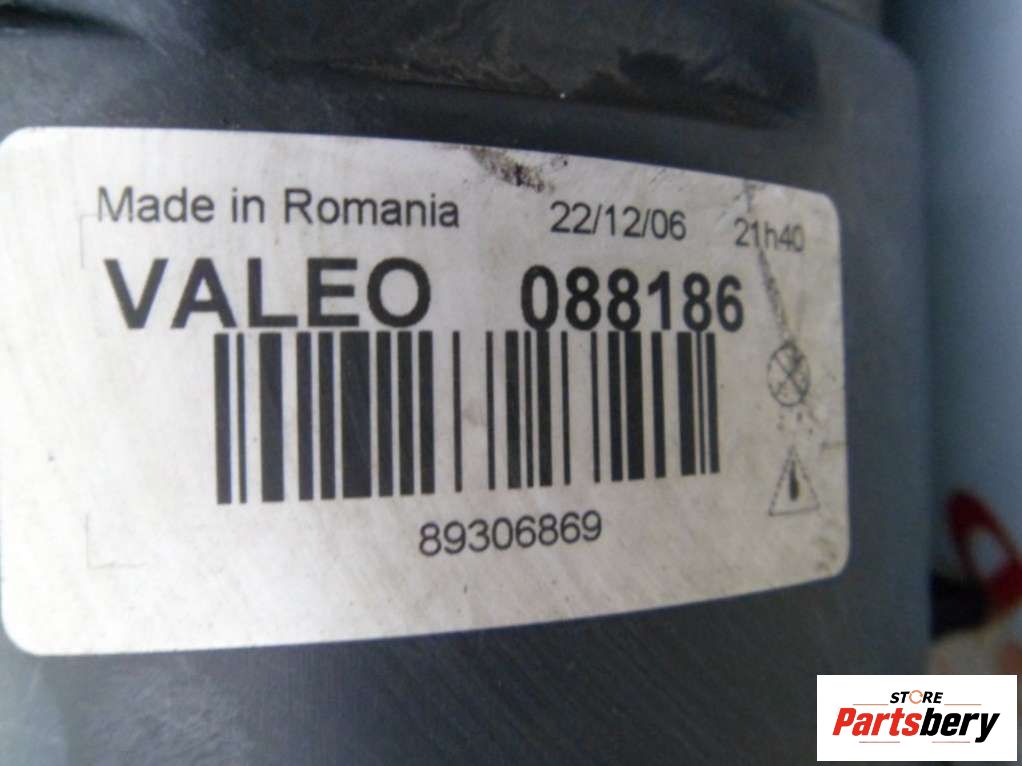 Made in Romania 22/12/06 21h40
VALEO 088186
89306869
STORE
Partsbery